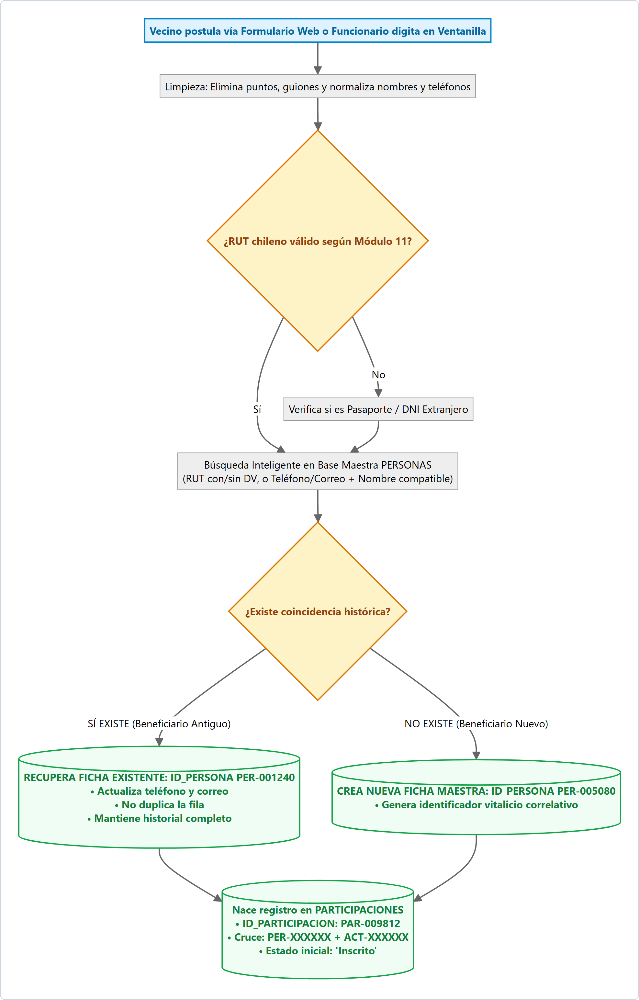 Vecino postula vía Formulario Web o Funcionario digita en Ventanilla
Limpieza: Elimina puntos, guiones y normaliza nombres y teléfonos
¿RUT chileno válido según Módulo 11?
No
Sí
Verifica si es Pasaporte / DNI Extranjero
Búsqueda Inteligente en Base Maestra PERSONAS
(RUT con/sin DV, o Teléfono/Correo + Nombre compatible)
¿Existe coincidencia histórica?
SÍ EXISTE (Beneficiario Antiguo)
NO EXISTE (Beneficiario Nuevo)
RECUPERA FICHA EXISTENTE: ID_PERSONA PER-001240
• Actualiza teléfono y correo
• No duplica la fila
• Mantiene historial completo
CREA NUEVA FICHA MAESTRA: ID_PERSONA PER-005080
• Genera identificador vitalicio correlativo
Nace registro en PARTICIPACIONES
• ID_PARTICIPACION: PAR-009812
• Cruce: PER-XXXXXX + ACT-XXXXXX
• Estado inicial: 'Inscrito'